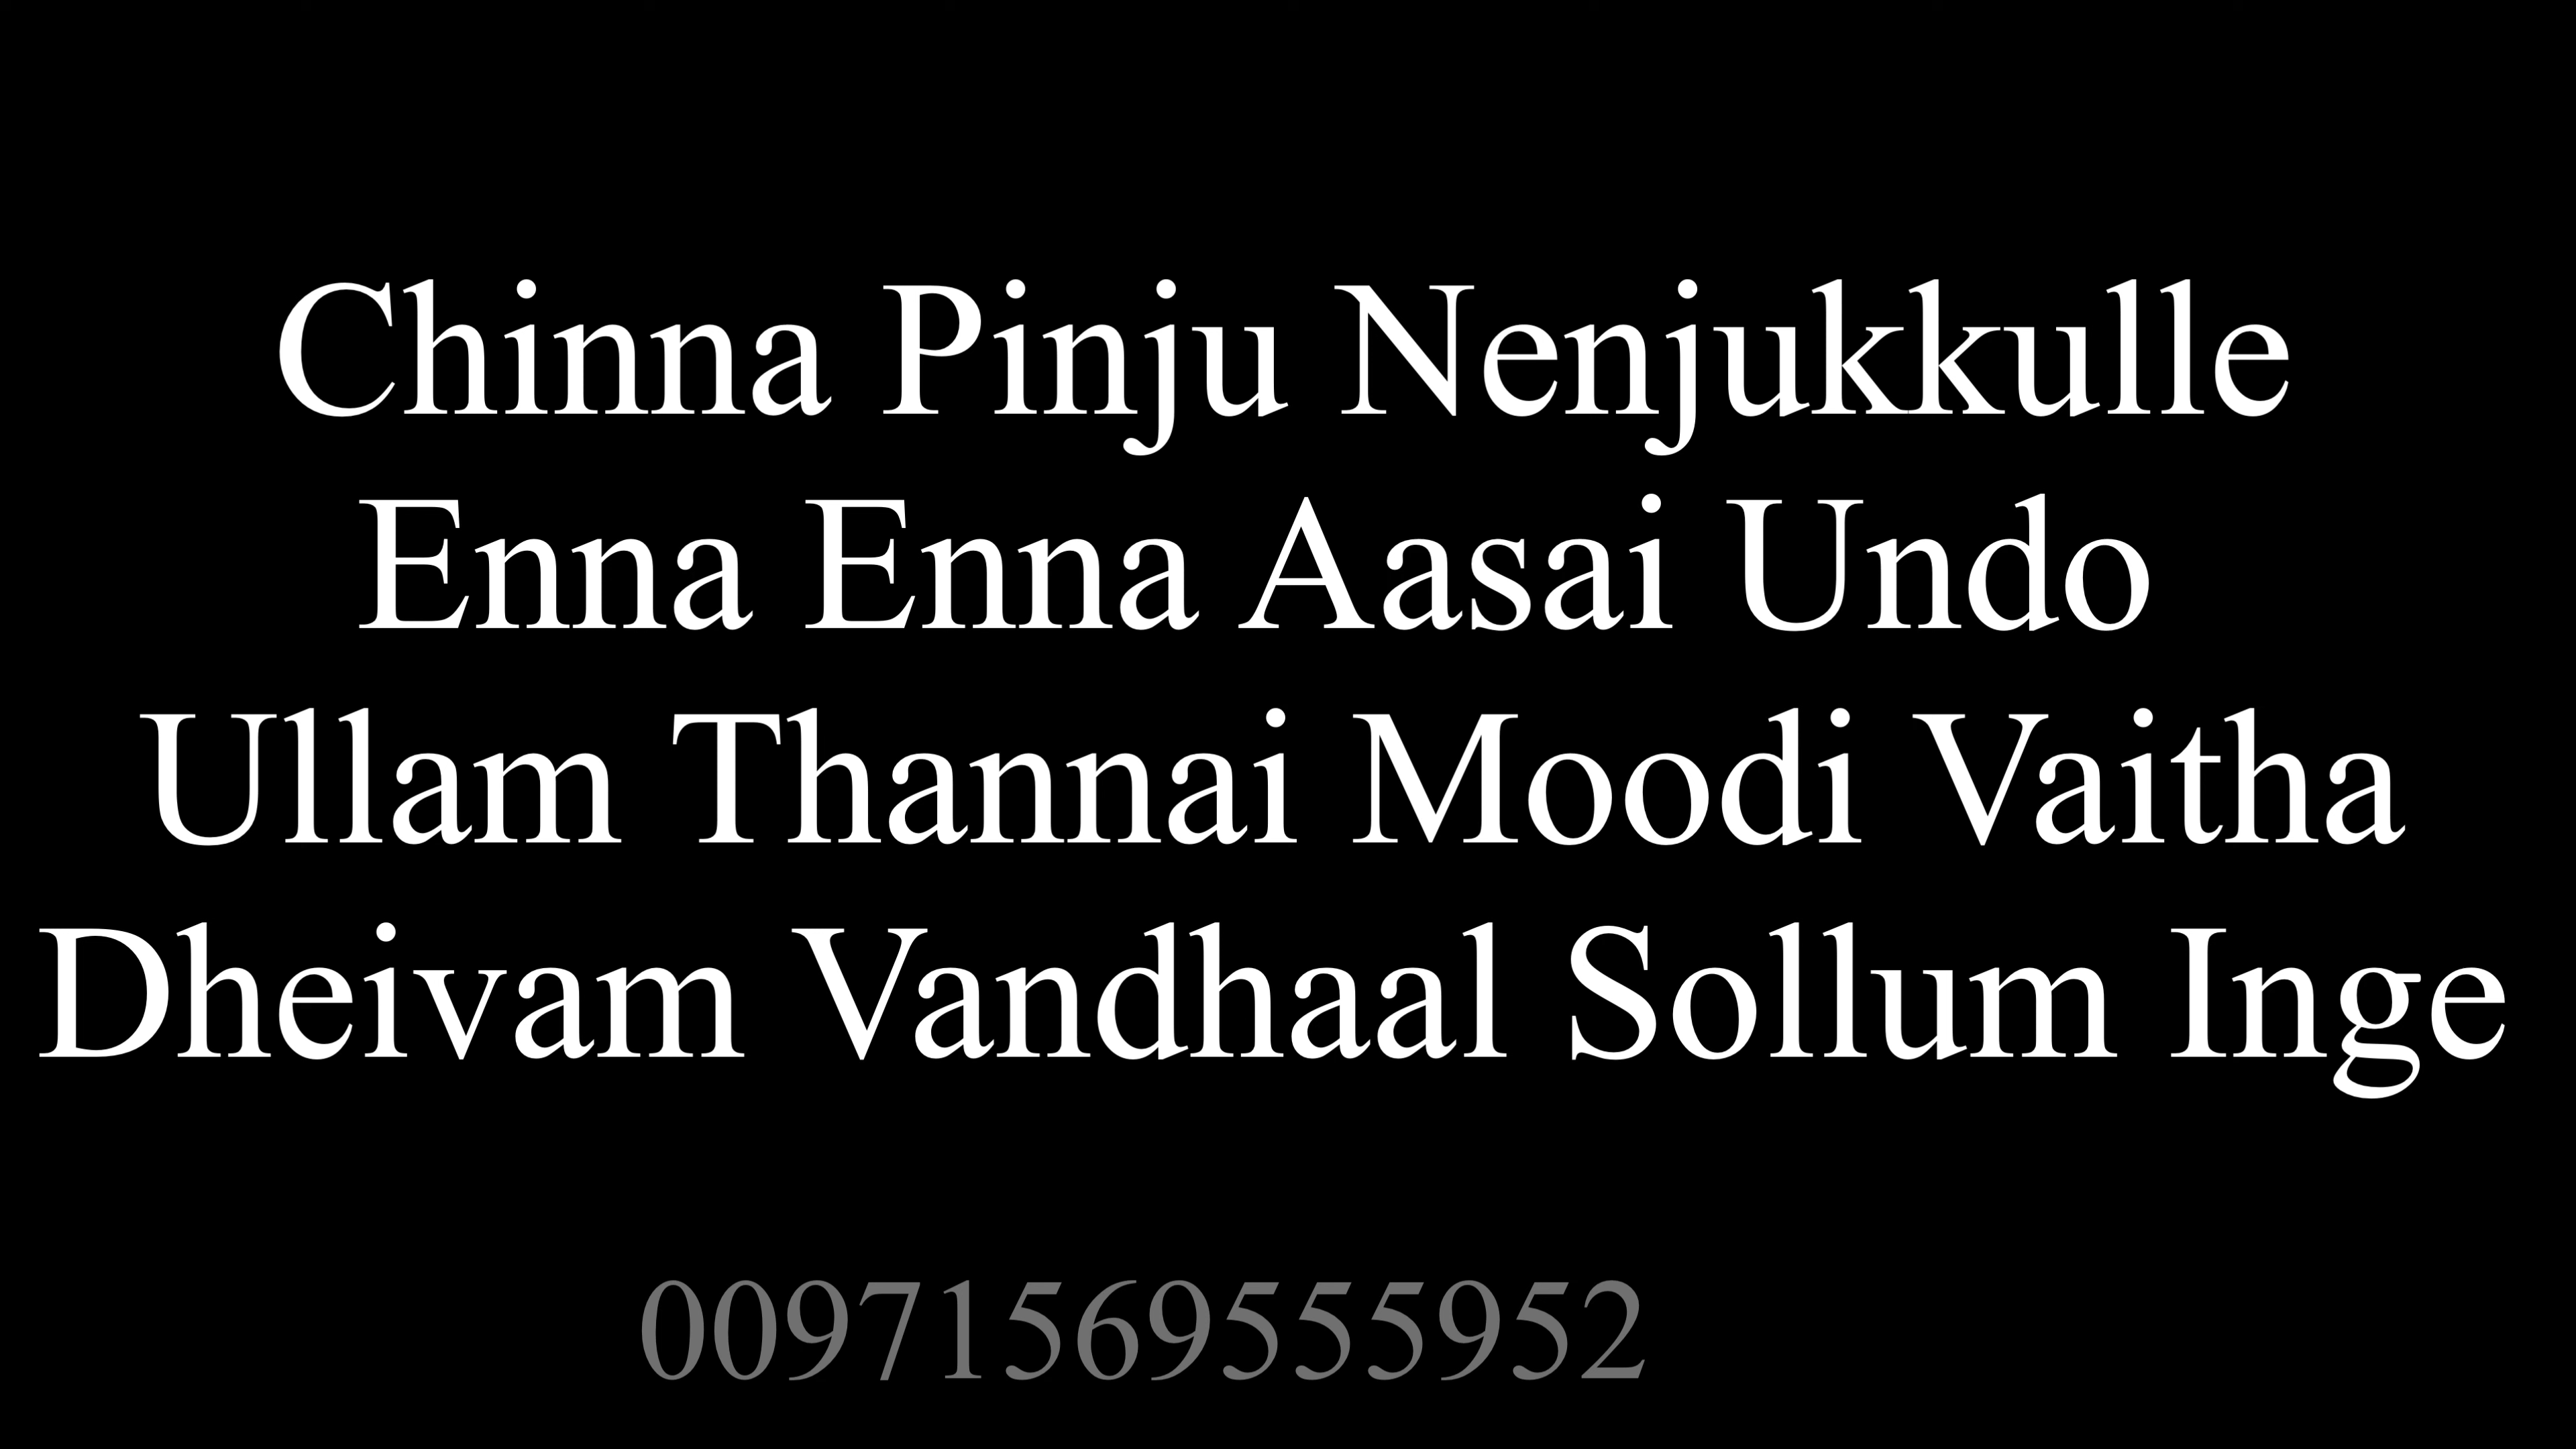 Chinna Pinju Nenjukkulle
Enna Enna Aasai Undo
Ullam Thannai Moodi Vaitha
Dheivam Vandhaal Sollum Inge
00971569555952